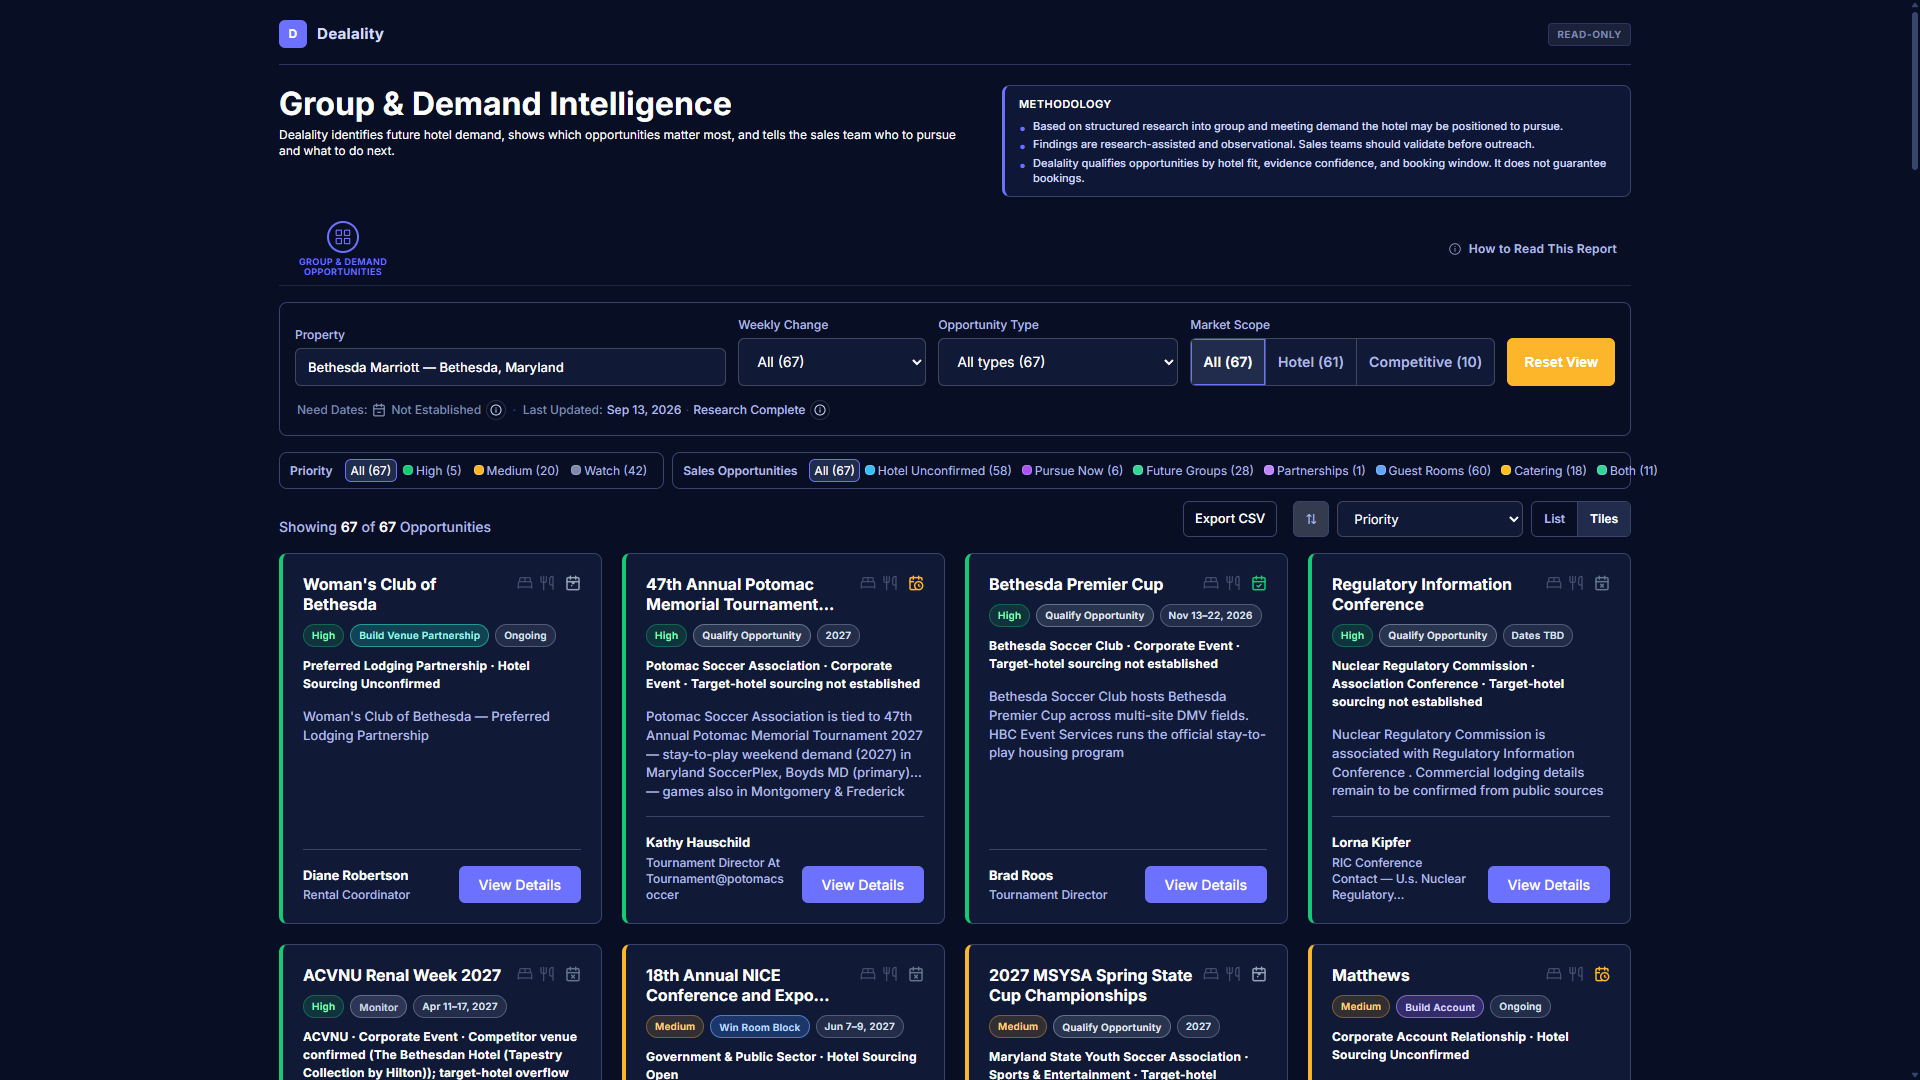 D Dealality
READ-ONLY
Group & Demand Intelligence
Dealality identifies future hotel demand, shows which opportunities matter most, and tells the sales team who to pursue
and what to do next.
METHODOLOGY
Based on structured research into group and meeting demand the hotel may be positioned to pursue.
Findings are research-assisted and observational. Sales teams should validate before outreach.
Dealality qualifies opportunities by hotel fit, evidence confidence, and booking window. It does not guarantee
bookings.
GROUP & DEMAND
OPPORTUNITIES
How to Read This Report
Property
Bethesda Marriott — Bethesda, Maryland
Weekly Change
All (67)
Opportunity Type
All types (67)
Market Scope
All (67) Hotel (61) Competitive (10)
Reset View
Need Dates: Not Established · Last Updated: Sep 13, 2026 · Research Complete
Priority All (67) High (5) Medium (20) Watch (42)
Sales Opportunities All (67) Hotel Unconfirmed (58) Pursue Now (6) Future Groups (28) Partnerships (1) Guest Rooms (60) Catering (18) Both (11)
Showing 67 of 67 Opportunities
Export CSV
Priority
List Tiles
Woman's Club of
Bethesda
High Build Venue Partnership Ongoing
Preferred Lodging Partnership · Hotel
Sourcing Unconfirmed
Woman's Club of Bethesda — Preferred
Lodging Partnership
Diane Robertson
Rental Coordinator
View Details
47th Annual Potomac
Memorial Tournament...
High Qualify Opportunity 2027
Potomac Soccer Association · Corporate
Event · Target-hotel sourcing not established
Potomac Soccer Association is tied to 47th
Annual Potomac Memorial Tournament 2027
— stay-to-play weekend demand (2027) in
Maryland SoccerPlex, Boyds MD (primary)...
— games also in Montgomery & Frederick
Kathy Hauschild
Tournament Director At
Tournament@potomacs
occer
View Details
Bethesda Premier Cup
High Qualify Opportunity Nov 13–22, 2026
Bethesda Soccer Club · Corporate Event ·
Target-hotel sourcing not established
Bethesda Soccer Club hosts Bethesda
Premier Cup across multi-site DMV fields.
HBC Event Services runs the official stay-to-
play housing program
Brad Roos
Tournament Director
View Details
Regulatory Information
Conference
High Qualify Opportunity Dates TBD
Nuclear Regulatory Commission ·
Association Conference · Target-hotel
sourcing not established
Nuclear Regulatory Commission is
associated with Regulatory Information
Conference . Commercial lodging details
remain to be confirmed from public sources
Lorna Kipfer
RIC Conference
Contact — U.s. Nuclear
Regulatory...
View Details
ACVNU Renal Week 2027
High Monitor Apr 11–17, 2027
ACVNU · Corporate Event · Competitor venue
confirmed (The Bethesdan Hotel (Tapestry
Collection by Hilton)); target-hotel overflow
18th Annual NICE
Conference and Expo...
Medium Win Room Block Jun 7–9, 2027
Government & Public Sector · Hotel Sourcing
Open
2027 MSYSA Spring State
Cup Championships
Medium Qualify Opportunity 2027
Maryland State Youth Soccer Association ·
Sports & Entertainment · Target-hotel
Matthews
Medium Build Account Ongoing
Corporate Account Relationship · Hotel
Sourcing Unconfirmed